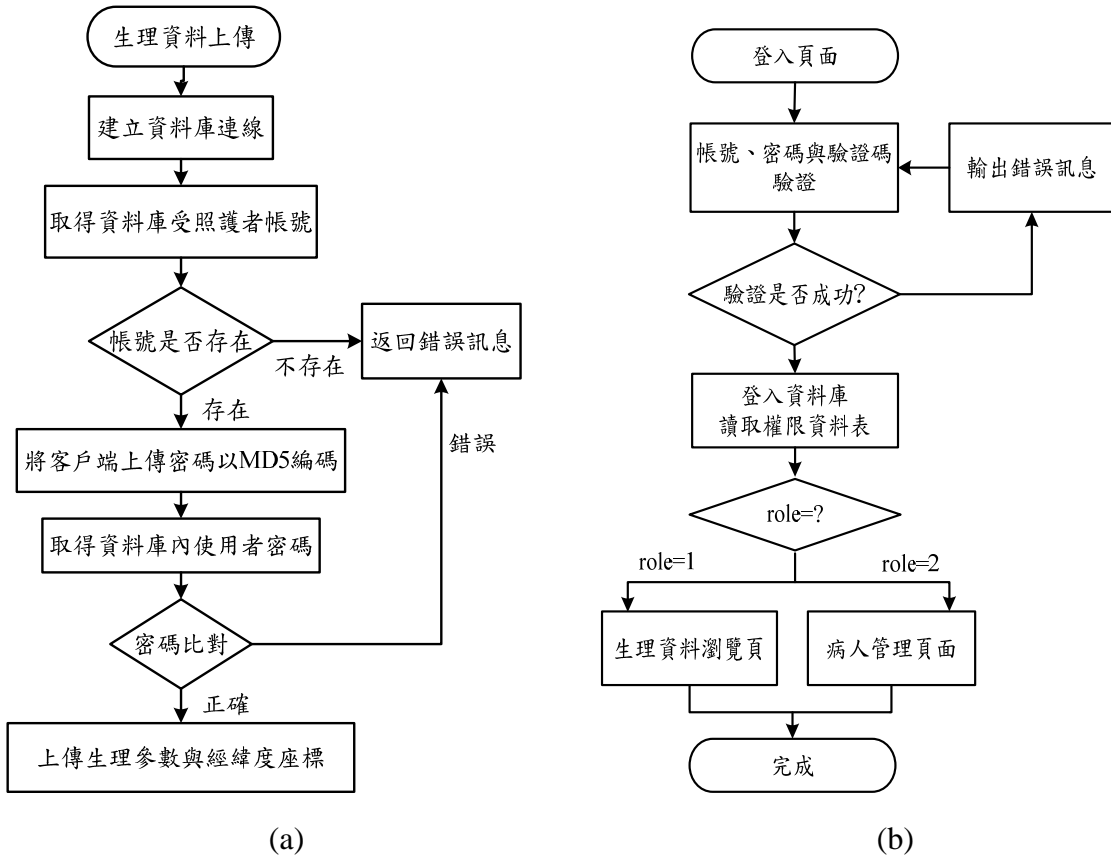 生理資料上傳
建立資料庫連線
取得資料庫受照護者帳號
帳號是否存在
不存在
返回錯誤訊息
存在
錯誤
將客戶端上傳密碼以MD5編碼
取得資料庫內使用者密碼
密碼比對
正確
上傳生理參數與經緯度座標
(a)
登入頁面
帳號、密碼與驗證碼
驗證
輸出錯誤訊息
驗證是否成功?
登入資料庫
讀取權限資料表
role=?
role=1
role=2
生理資料瀏覽頁
病人管理頁面
完成
(b)